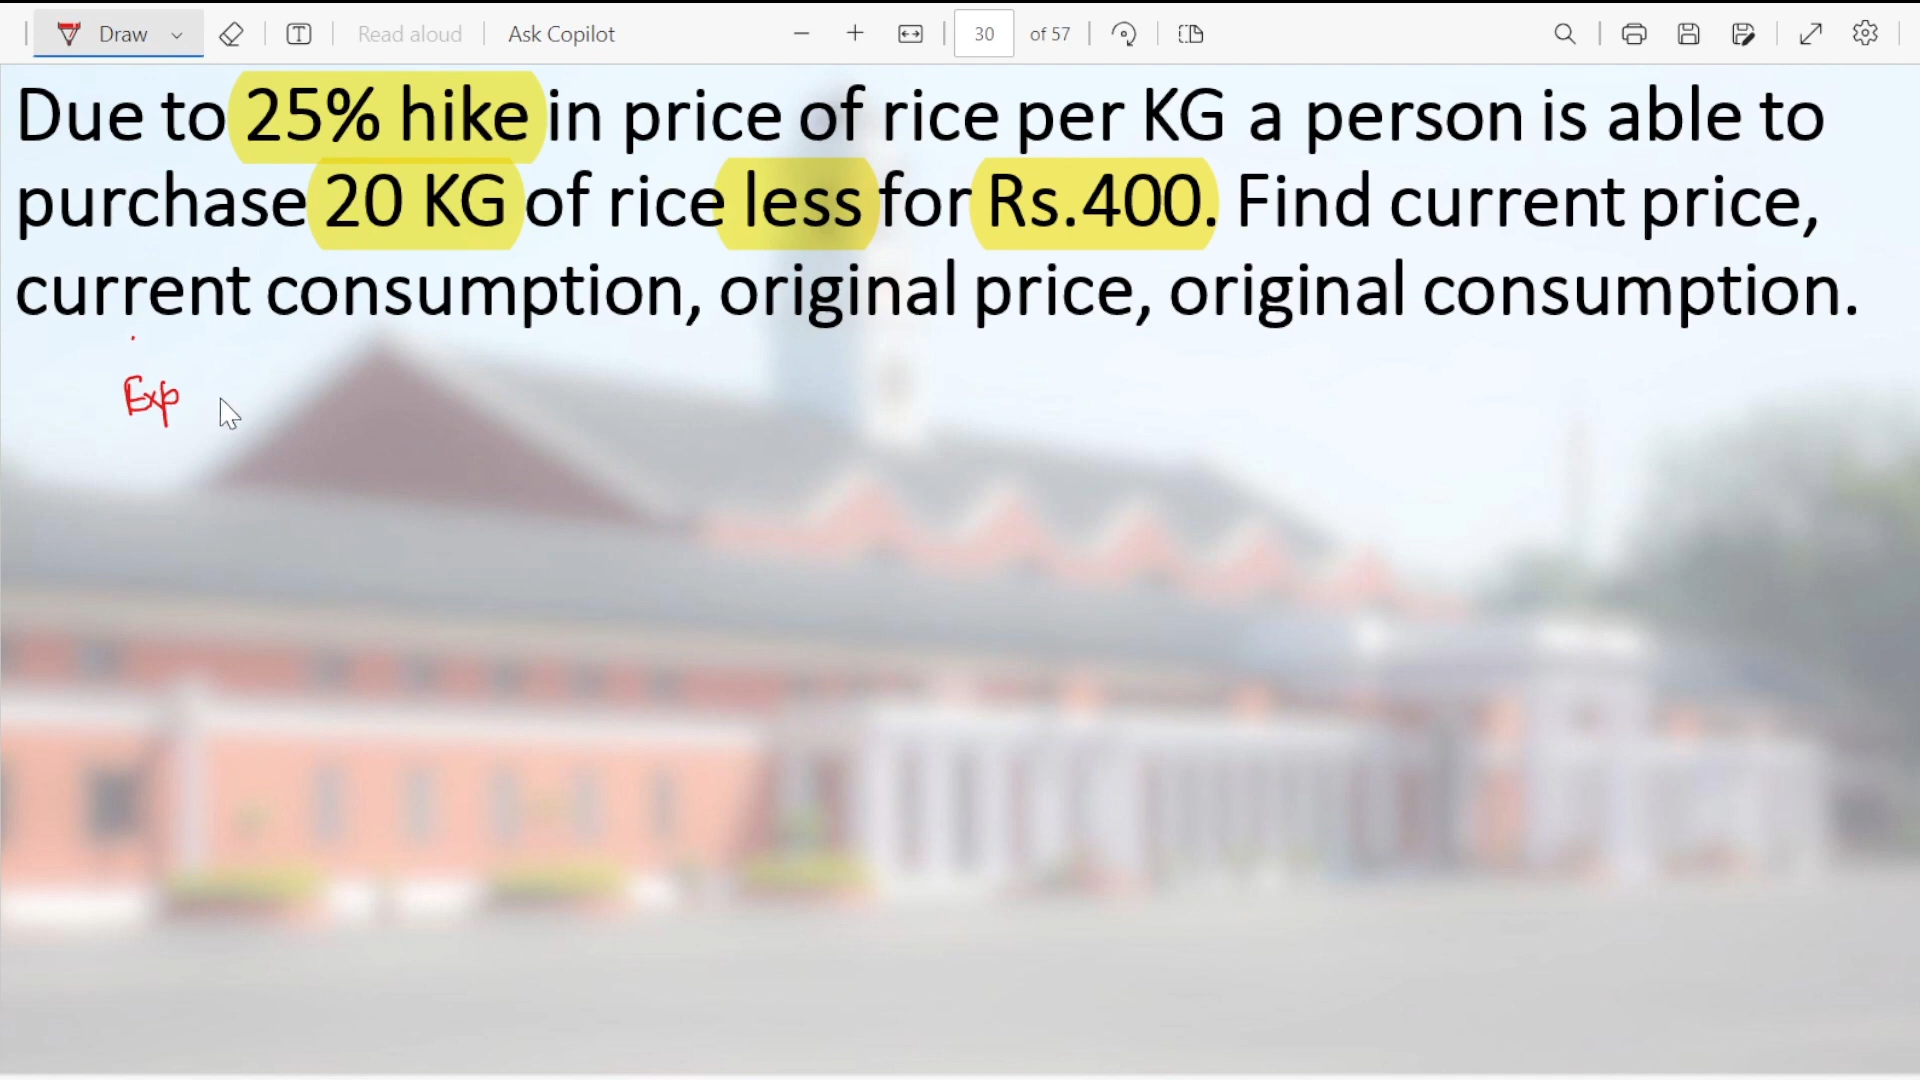 Draw Read aloud Ask Copilot 30 of 57
Due to 25% hike in price of rice per KG a person is able to
purchase 20 KG of rice less for Rs.400. Find current price,
current consumption, original price, original consumption.
Exp